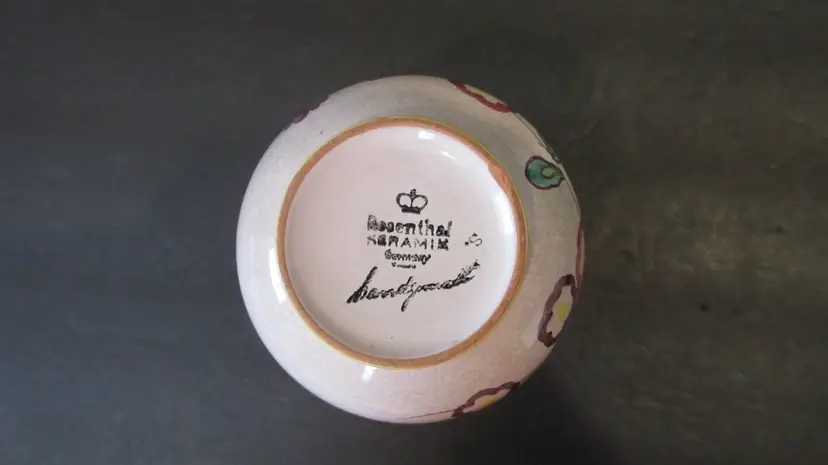 Rosenthal
KERAMIK S
Germany
handgemalt